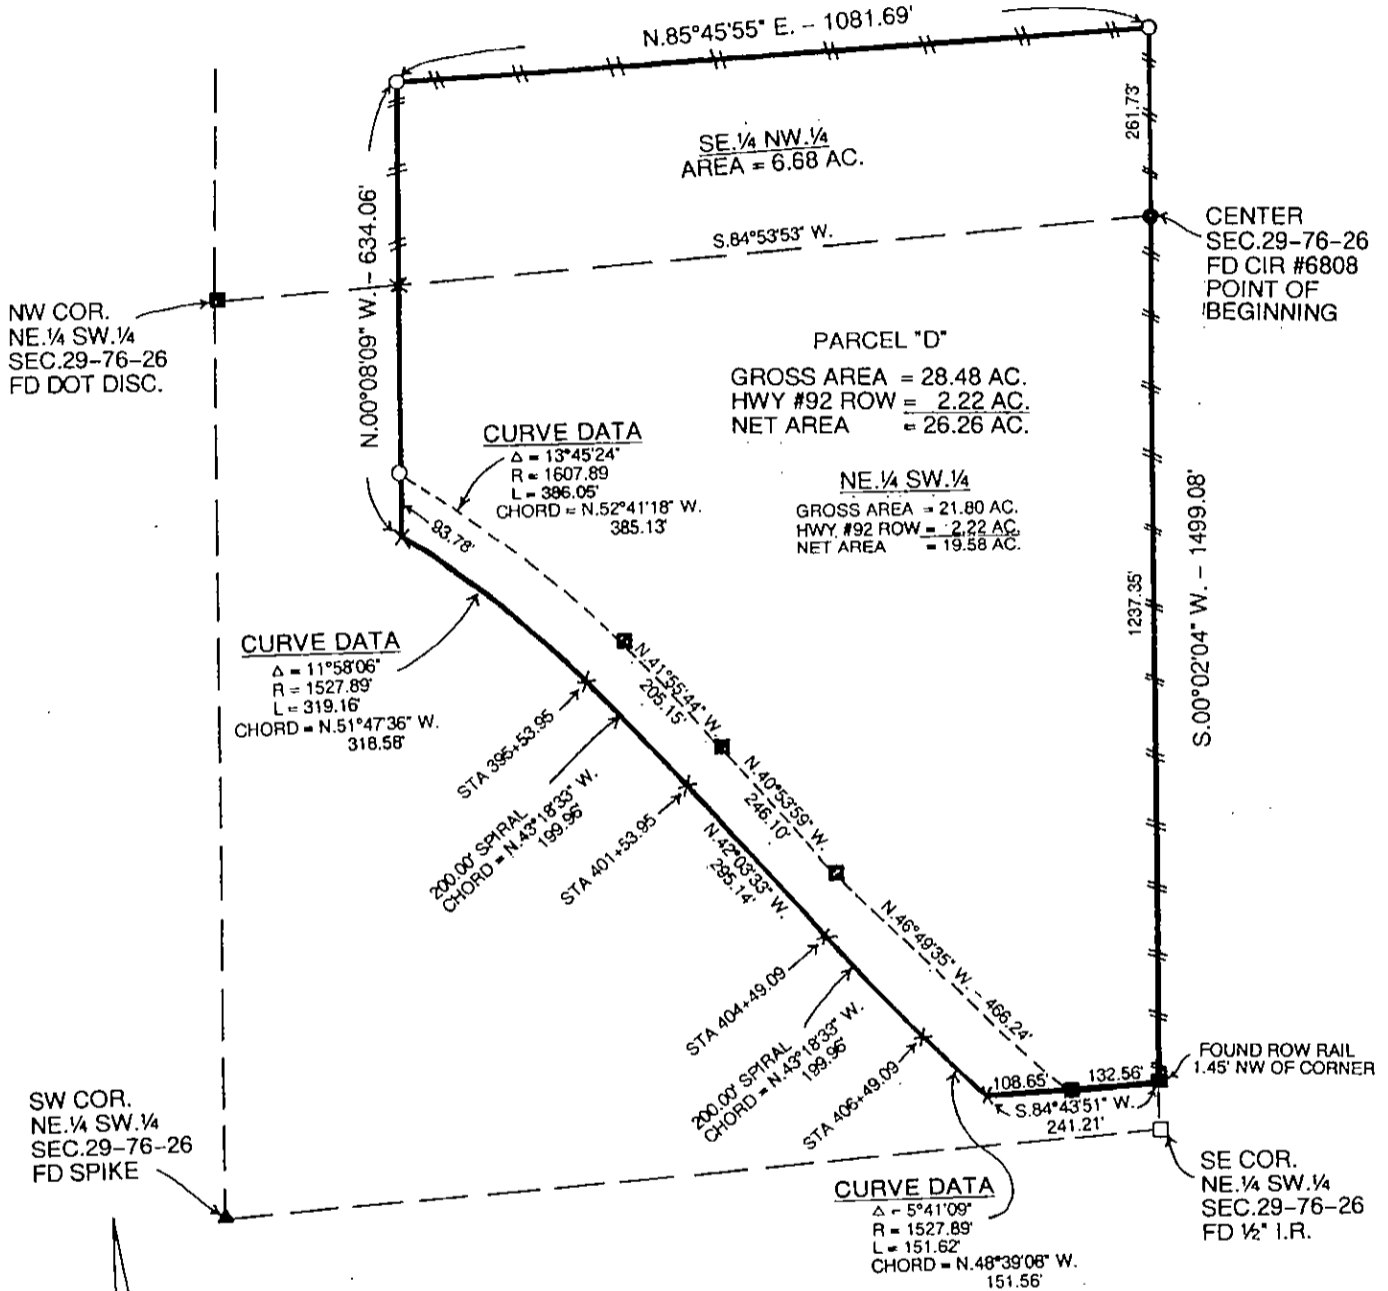 N.85°45'55" E. – 1081.69'
261.73'
SE.¼ NW.¼
AREA = 6.68 AC.
N.00°08'09" W. – 634.06'
S.84°53'53" W.
CENTER
SEC.29-76-26
FD CIR #6808
POINT OF
BEGINNING
NW COR.
NE.¼ SW.¼
SEC.29-76-26
FD DOT DISC.
PARCEL "D"
GROSS AREA = 28.48 AC.
HWY #92 ROW = 2.22 AC.
NET AREA = 26.26 AC.
CURVE DATA
Δ = 13°45'24"
R = 1607.89
L = 386.05'
CHORD = N.52°41'18" W.
385.13'
NE.¼ SW.¼
GROSS AREA = 21.80 AC.
HWY #92 ROW = 2.22 AC.
NET AREA = 19.58 AC.
93.78'
1237.35'
S.00°02'04" W. – 1499.08'
CURVE DATA
Δ = 11°58'06"
R = 1527.89'
L = 319.16'
CHORD = N.51°47'36" W.
318.58'
N.41°55'44" W.
205.15'
STA 395+53.95
N.40°53'59" W.
246.10'
200.00' SPIRAL
CHORD = N.43°18'33" W.
199.96'
STA 401+53.95
N.42°03'33" W.
295.14'
N.46°49'35" W. – 466.24'
STA 404+49.09
200.00' SPIRAL
CHORD = N.43°18'33" W.
199.96'
STA 406+49.09
FOUND ROW RAIL
1.45' NW OF CORNER
108.65'
132.56'
S.84°43'51" W.
241.21'
SW COR.
NE.¼ SW.¼
SEC.29-76-26
FD SPIKE
SE COR.
NE.¼ SW.¼
SEC.29-76-26
FD ½" I.R.
CURVE DATA
Δ = 5°41'09"
R = 1527.89'
L = 151.62'
CHORD = N.48°39'06" W.
151.56'